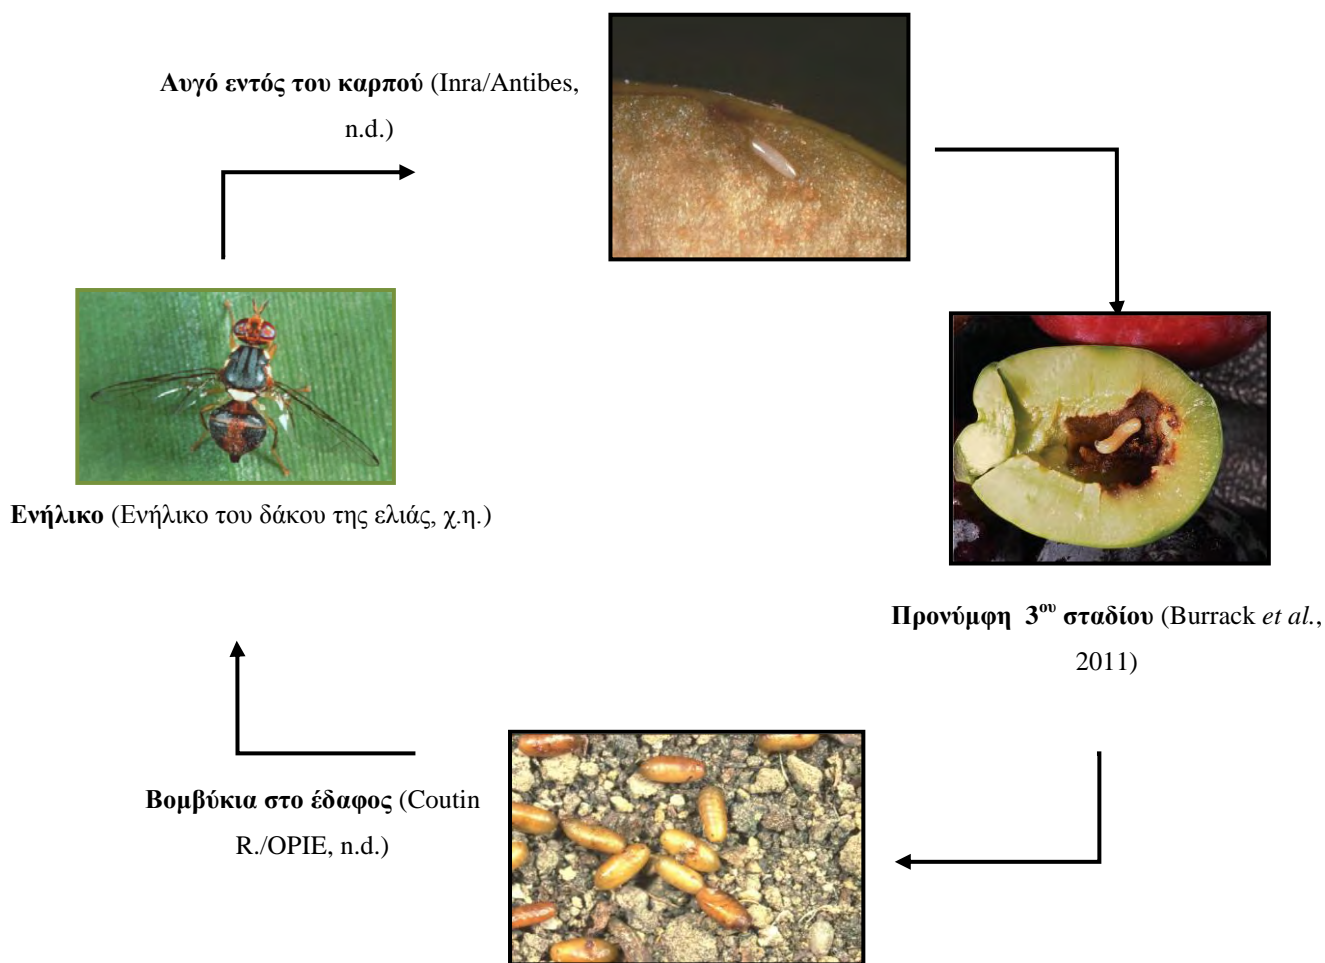 Αυγό εντός του καρπού (Inra/Antibes,
n.d.)
Ενήλικο (Ενήλικο του δάκου της ελιάς, χ.η.)
Προνύμφη 3ου σταδίου (Burrack et al.,
2011)
Βομβύκια στο έδαφος (Coutin
R./OPIE, n.d.)